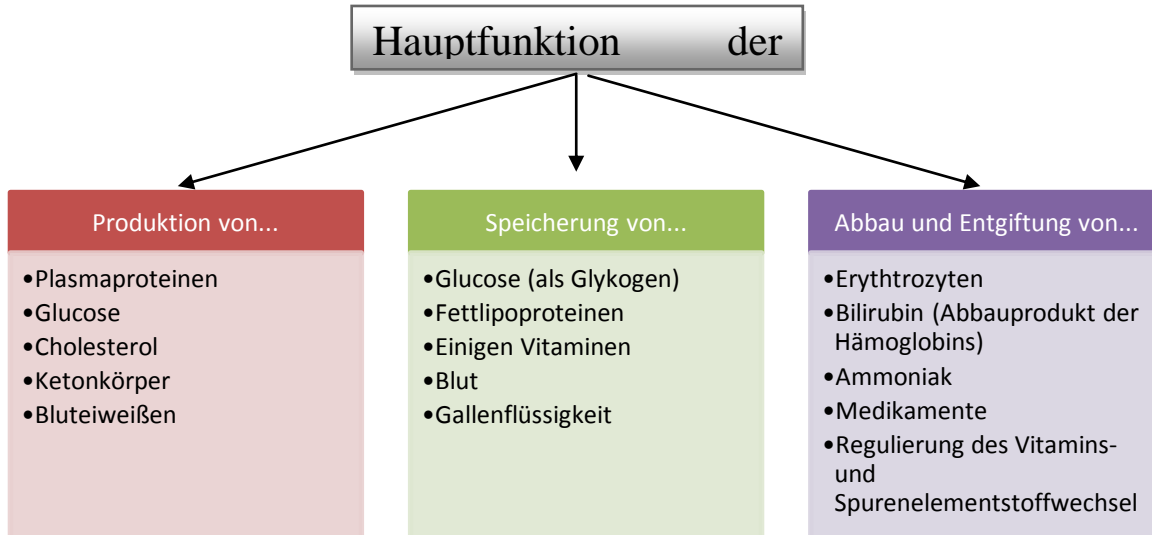 Hauptfunktion der
Produktion von...
•Plasmaproteinen
•Glucose
•Cholesterol
•Ketonkörper
•Bluteiweißen
Speicherung von...
•Glucose (als Glykogen)
•Fettlipoproteinen
•Einigen Vitaminen
•Blut
•Gallenflüssigkeit
Abbau und Entgiftung von...
•Erythtrozyten
•Bilirubin (Abbauprodukt der
Hämoglobins)
•Ammoniak
•Medikamente
•Regulierung des Vitamins-
und
Spurenelementstoffwechsel